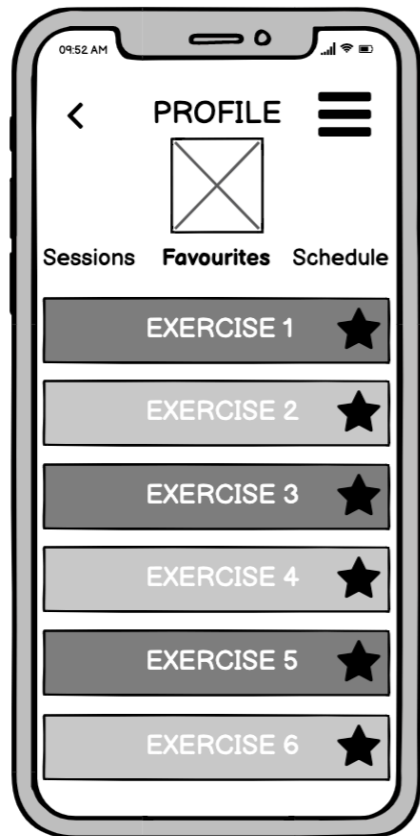 09:52 AM
PROFILE
Sessions Favourites Schedule
EXERCISE 1
EXERCISE 2
EXERCISE 3
EXERCISE 4
EXERCISE 5
EXERCISE 6